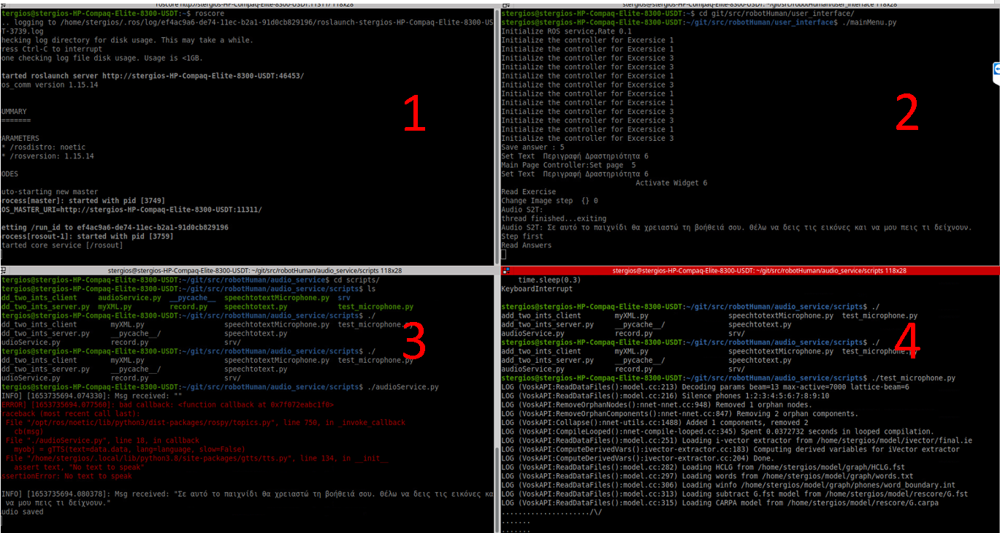 roscore http://stergios-HP-Compaq-Elite-8300-USDT:11311/ 118x28
tergios@stergios-HP-Compaq-Elite-8300-USDT:~$ roscore
.. logging to /home/stergios/.ros/log/ef4ac9a6-de74-11ec-b2a1-91d0cb829196/roslaunch-stergios-HP-Compaq-Elite-8300-US
T-3739.log
hecking log directory for disk usage. This may take a while.
ress Ctrl-C to interrupt
one checking log file disk usage. Usage is <1GB.
tarted roslaunch server http://stergios-HP-Compaq-Elite-8300-USDT:46453/
os_comm version 1.15.14
UMMARY
=======
ARAMETERS
* /rosdistro: noetic
* /rosversion: 1.15.14
ODES
auto-starting new master
rocess[master]: started with pid [3749]
OS_MASTER_URI=http://stergios-HP-Compaq-Elite-8300-USDT:11311/
etting /run_id to ef4ac9a6-de74-11ec-b2a1-91d0cb829196
rocess[rosout-1]: started with pid [3759]
tarted core service [/rosout]
1
stergios@stergios-HP-Compaq-Elite-8300-USDT: ~/git/src/robotHuman/user_interface 118x28
stergios@stergios-HP-Compaq-Elite-8300-USDT:~$ cd git/src/robotHuman/user_interface/
stergios@stergios-HP-Compaq-Elite-8300-USDT:~/git/src/robotHuman/user_interface$ ./mainMenu.py
Initialize ROS service,Rate 0.1
Initialize the controller for Excersice 1
Initialize the controller for Excersice 1
Initialize the controller for Excersice 3
Initialize the controller for Excersice 3
Initialize the controller for Excersice 1
Initialize the controller for Excersice 3
Initialize the controller for Excersice 1
Initialize the controller for Excersice 1
Initialize the controller for Excersice 3
Initialize the controller for Excersice 3
Initialize the controller for Excersice 1
Initialize the controller for Excersice 3
Save answer : 5
Set Text  Περιγραφή Δραστηριότητα 6
Main Page Controller:Set page  5
Set Text  Περιγραφή Δραστηριότητα 6
Activate Widget 6
Read Exercise
Change Image step  {} 0
Audio S2T:
thread finished...exiting
Audio S2T: Σε αυτό το παιχνίδι θα χρειαστώ τη βοήθειά σου. Θέλω να δεις τις εικόνες και να μου πεις τι δείχνουν.
Step first
Read Answers
2
stergios@stergios-HP-Compaq-Elite-8300-USDT: ~/git/src/robotHuman/audio_service/scripts 118x28
tergios@stergios-HP-Compaq-Elite-8300-USDT:~/git/src/robotHuman/audio_service$ cd scripts/
tergios@stergios-HP-Compaq-Elite-8300-USDT:~/git/src/robotHuman/audio_service/scripts$ ls
dd_two_ints_client     audioService.py  __pycache__  speechtotextMicrophone.py  srv
dd_two_ints_server.py  myXML.py         record.py    speechtotext.py            test_microphone.py
tergios@stergios-HP-Compaq-Elite-8300-USDT:~/git/src/robotHuman/audio_service/scripts$ ./
dd_two_ints_client     myXML.py      speechtotextMicrophone.py  test_microphone.py
dd_two_ints_server.py  __pycache__/  speechtotext.py
udioService.py         record.py     srv/
tergios@stergios-HP-Compaq-Elite-8300-USDT:~/git/src/robotHuman/audio_service/scripts$ ./
dd_two_ints_client     myXML.py      speechtotextMicrophone.py  test_microphone.py
dd_two_ints_server.py  __pycache__/  speechtotext.py
udioService.py         record.py     srv/
tergios@stergios-HP-Compaq-Elite-8300-USDT:~/git/src/robotHuman/audio_service/scripts$ ./audioService.py
INFO] [1653735694.074330]: Msg received: ""
ERROR] [1653735694.077560]: bad callback: <function callback at 0x7f072eabc1f0>
raceback (most recent call last):
File "/opt/ros/noetic/lib/python3/dist-packages/rospy/topics.py", line 750, in _invoke_callback
cb(msg)
File "./audioService.py", line 18, in callback
myobj = gTTS(text=data.data, lang=language, slow=False)
File "/home/stergios/.local/lib/python3.8/site-packages/gtts/tts.py", line 134, in __init__
assert text, "No text to speak"
ssertionError: No text to speak
INFO] [1653735694.080378]: Msg received: "Σε αυτό το παιχνίδι θα χρειαστώ τη βοήθειά σου. Θέλω να δεις τις εικόνες κα
να μου πεις τι δείχνουν."
udio saved
3
stergios@stergios-HP-Compaq-Elite-8300-USDT: ~/git/src/robotHuman/audio_service/scripts 118x28
time.sleep(0.3)
KeyboardInterrupt
stergios@stergios-HP-Compaq-Elite-8300-USDT:~/git/src/robotHuman/audio_service/scripts$ ./
add_two_ints_client     myXML.py      speechtotextMicrophone.py  test_microphone.py
add_two_ints_server.py  __pycache__/  speechtotext.py
audioService.py         record.py     srv/
stergios@stergios-HP-Compaq-Elite-8300-USDT:~/git/src/robotHuman/audio_service/scripts$ ./
add_two_ints_client     myXML.py      speechtotextMicrophone.py  test_microphone.py
add_two_ints_server.py  __pycache__/  speechtotext.py
audioService.py         record.py     srv/
stergios@stergios-HP-Compaq-Elite-8300-USDT:~/git/src/robotHuman/audio_service/scripts$ ./test_microphone.py
LOG (VoskAPI:ReadDataFiles():model.cc:213) Decoding params beam=13 max-active=7000 lattice-beam=6
LOG (VoskAPI:ReadDataFiles():model.cc:216) Silence phones 1:2:3:4:5:6:7:8:9:10
LOG (VoskAPI:RemoveOrphanNodes():nnet-nnet.cc:948) Removed 1 orphan nodes.
LOG (VoskAPI:RemoveOrphanComponents():nnet-nnet.cc:847) Removing 2 orphan components.
LOG (VoskAPI:Collapse():nnet-utils.cc:1488) Added 1 components, removed 2
LOG (VoskAPI:CompileLooped():nnet-compile-looped.cc:345) Spent 0.0372732 seconds in looped compilation.
LOG (VoskAPI:ReadDataFiles():model.cc:251) Loading i-vector extractor from /home/stergios/model/ivector/final.ie
LOG (VoskAPI:ComputeDerivedVars():ivector-extractor.cc:183) Computing derived variables for iVector extractor
LOG (VoskAPI:ComputeDerivedVars():ivector-extractor.cc:204) Done.
LOG (VoskAPI:ReadDataFiles():model.cc:282) Loading HCLG from /home/stergios/model/graph/HCLG.fst
LOG (VoskAPI:ReadDataFiles():model.cc:297) Loading words from /home/stergios/model/graph/words.txt
LOG (VoskAPI:ReadDataFiles():model.cc:306) Loading winfo /home/stergios/model/graph/phones/word_boundary.int
LOG (VoskAPI:ReadDataFiles():model.cc:313) Loading subtract G.fst model from /home/stergios/model/rescore/G.fst
LOG (VoskAPI:ReadDataFiles():model.cc:315) Loading CARPA model from /home/stergios/model/rescore/G.carpa
...................../\/
.......
.......
4